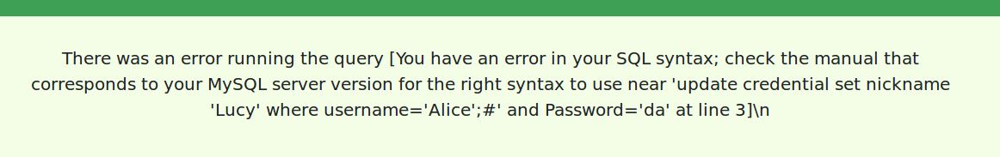 There was an error running the query [You have an error in your SQL syntax; check the manual that
corresponds to your MySQL server version for the right syntax to use near 'update credential set nickname
'Lucy' where username='Alice';#' and Password='da' at line 3]\n